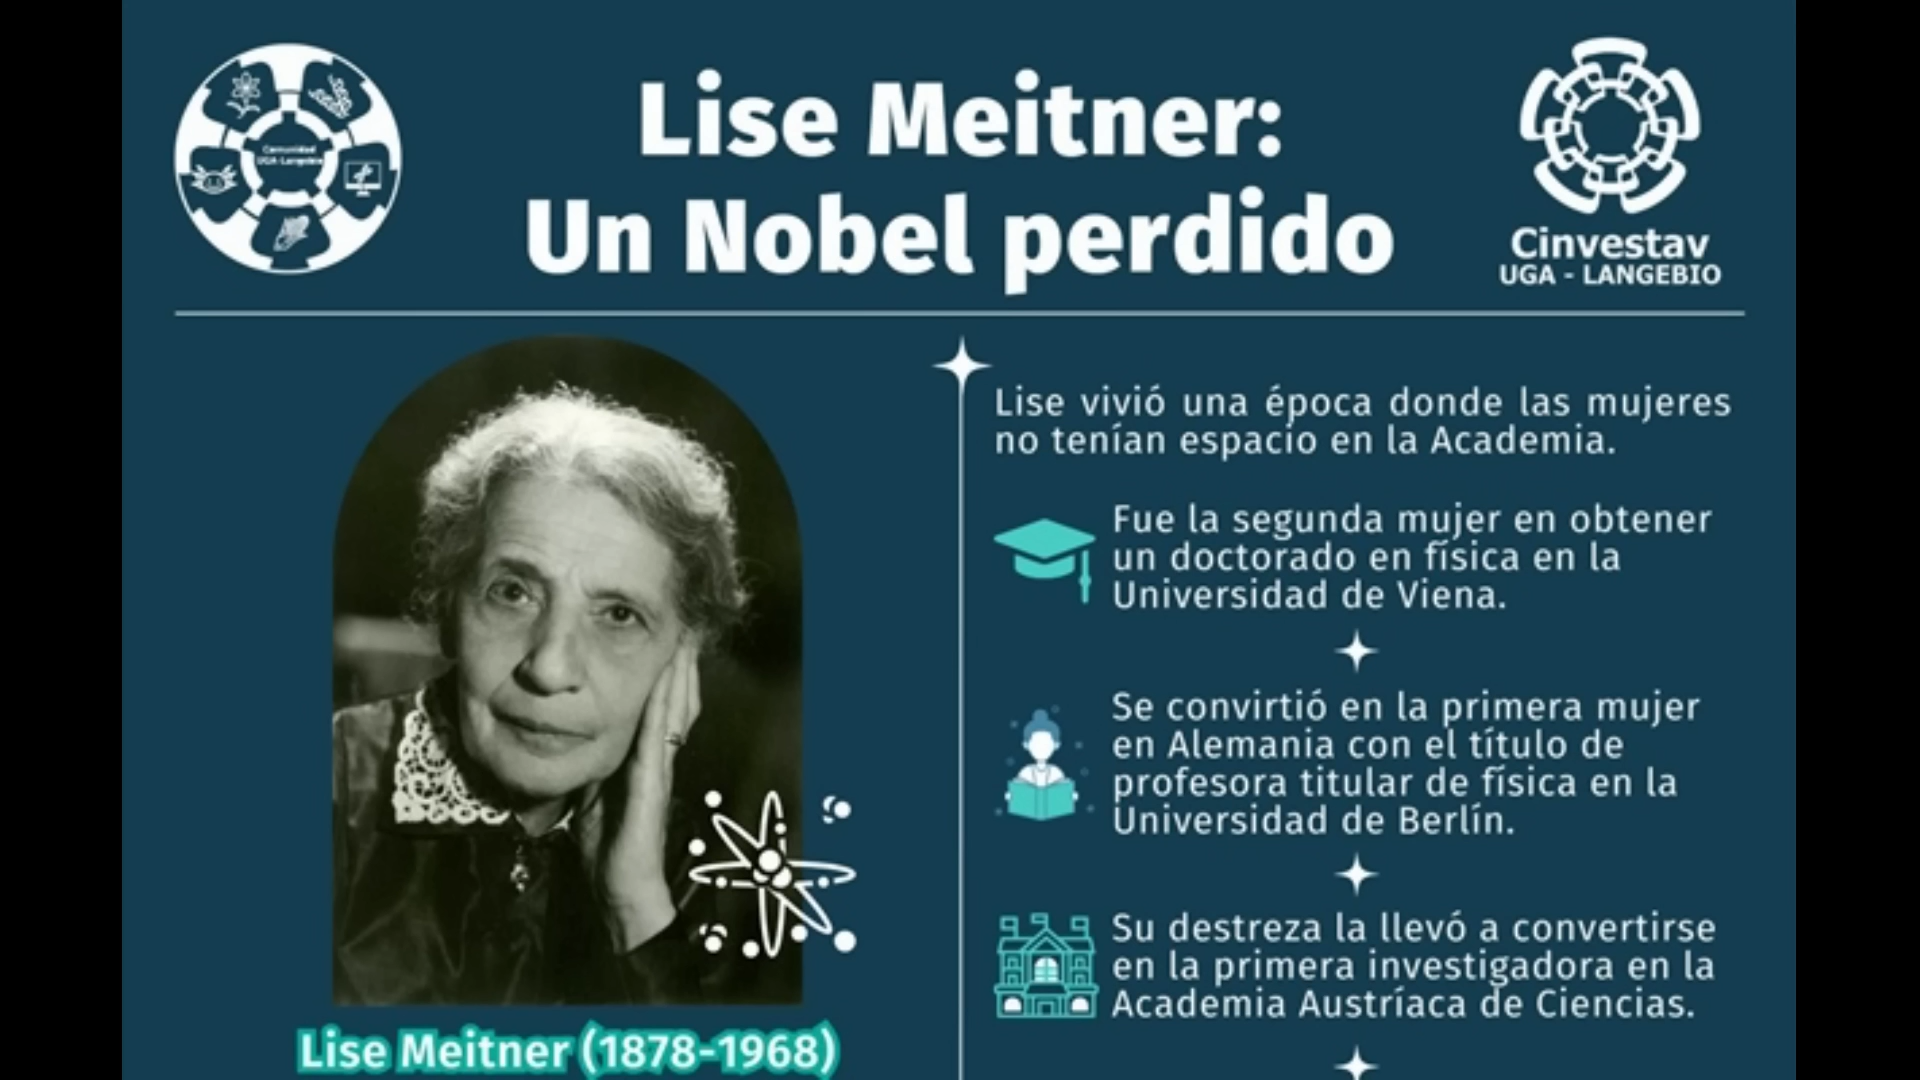 Comunidad
UGA-Langebio
Lise Meitner:
Un Nobel perdido
Cinvestav
UGA - LANGEBIO
Lise Meitner (1878-1968)
Lise vivió una época donde las mujeres
no tenían espacio en la Academia.
Fue la segunda mujer en obtener
un doctorado en física en la
Universidad de Viena.
Se convirtió en la primera mujer
en Alemania con el título de
profesora titular de física en la
Universidad de Berlín.
Su destreza la llevó a convertirse
en la primera investigadora en la
Academia Austríaca de Ciencias.